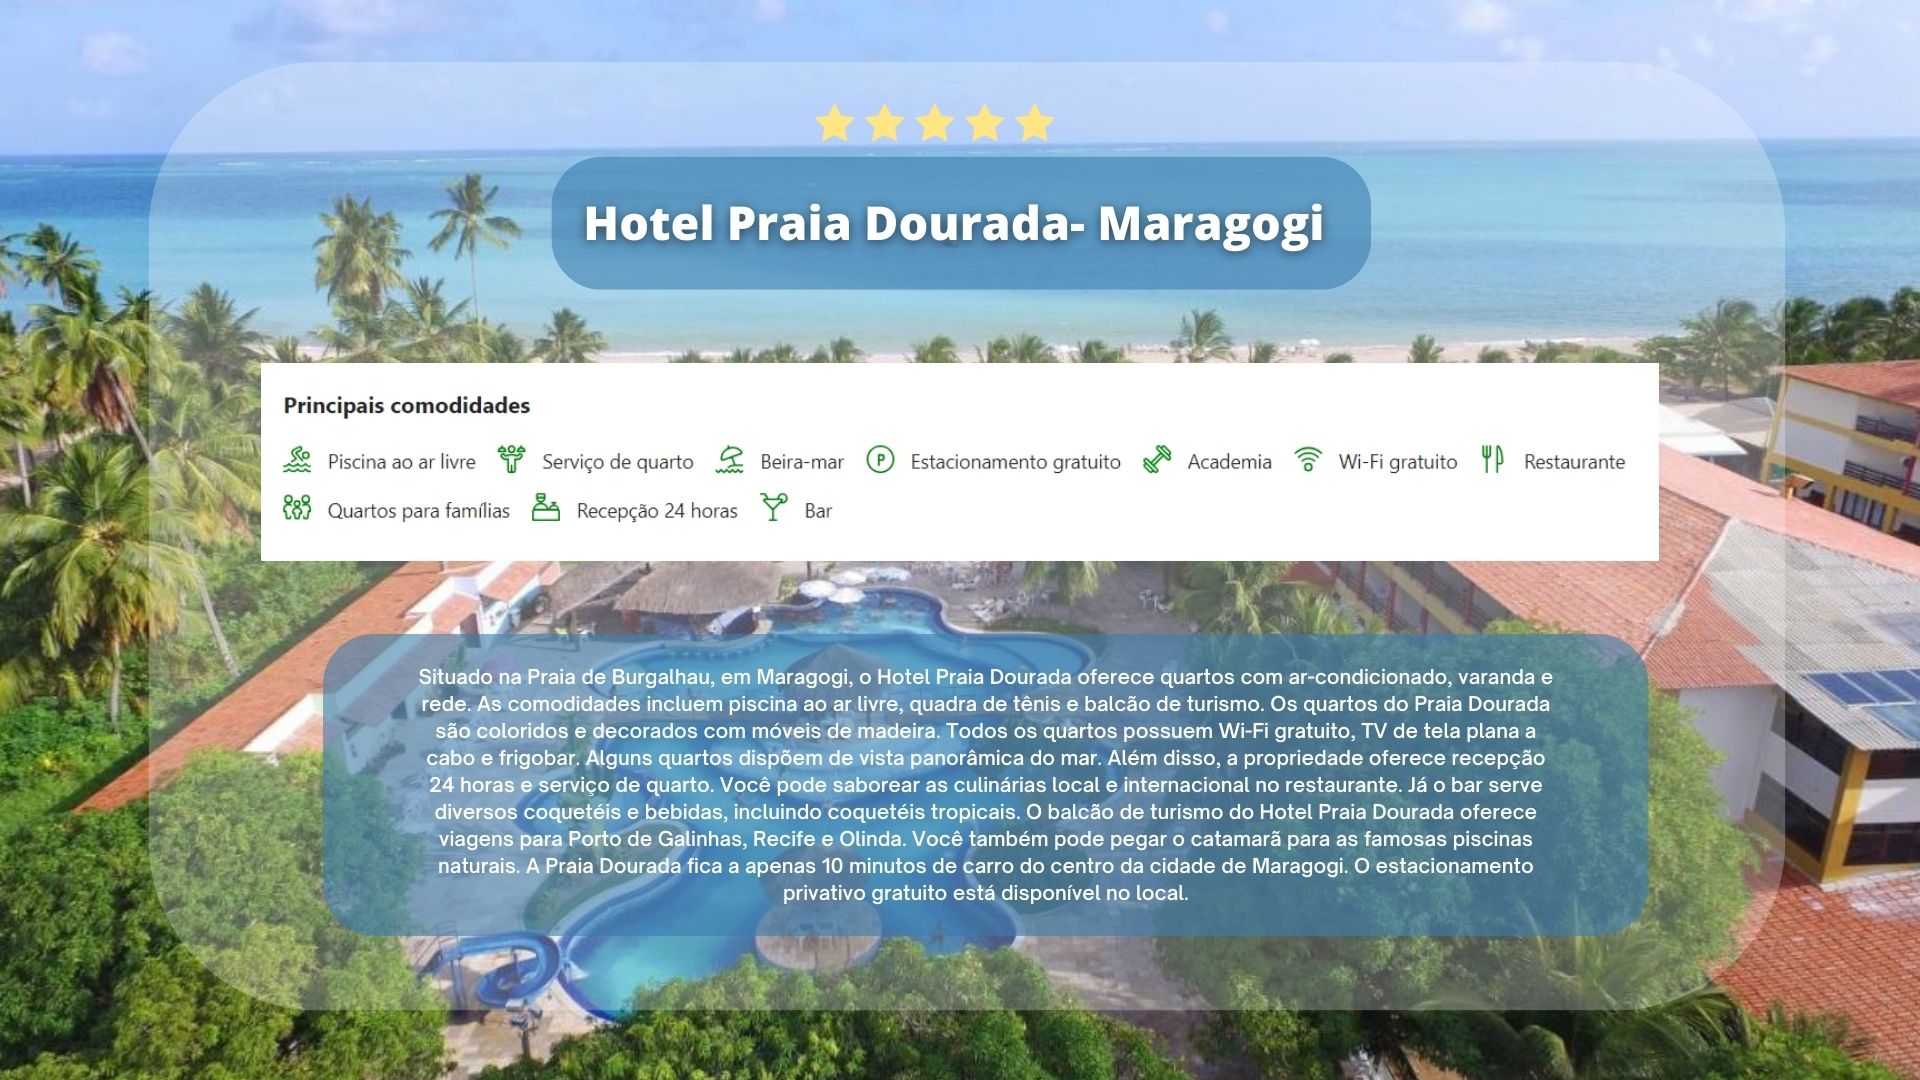 Hotel Praia Dourada- Maragogi
Principais comodidades
Piscina ao ar livre Serviço de quarto Beira-mar P Estacionamento gratuito Academia Wi-Fi gratuito Restaurante
Quartos para famílias Recepção 24 horas Bar
Situado na Praia de Burgalhau, em Maragogi, o Hotel Praia Dourada oferece quartos com ar-condicionado, varanda e
rede. As comodidades incluem piscina ao ar livre, quadra de tênis e balcão de turismo. Os quartos do Praia Dourada
são coloridos e decorados com móveis de madeira. Todos os quartos possuem Wi-Fi gratuito, TV de tela plana a
cabo e frigobar. Alguns quartos dispõem de vista panorâmica do mar. Além disso, a propriedade oferece recepção
24 horas e serviço de quarto. Você pode saborear as culinárias local e internacional no restaurante. Já o bar serve
diversos coquetéis e bebidas, incluindo coquetéis tropicais. O balcão de turismo do Hotel Praia Dourada oferece
viagens para Porto de Galinhas, Recife e Olinda. Você também pode pegar o catamarã para as famosas piscinas
naturais. A Praia Dourada fica a apenas 10 minutos de carro do centro da cidade de Maragogi. O estacionamento
privativo gratuito está disponível no local.